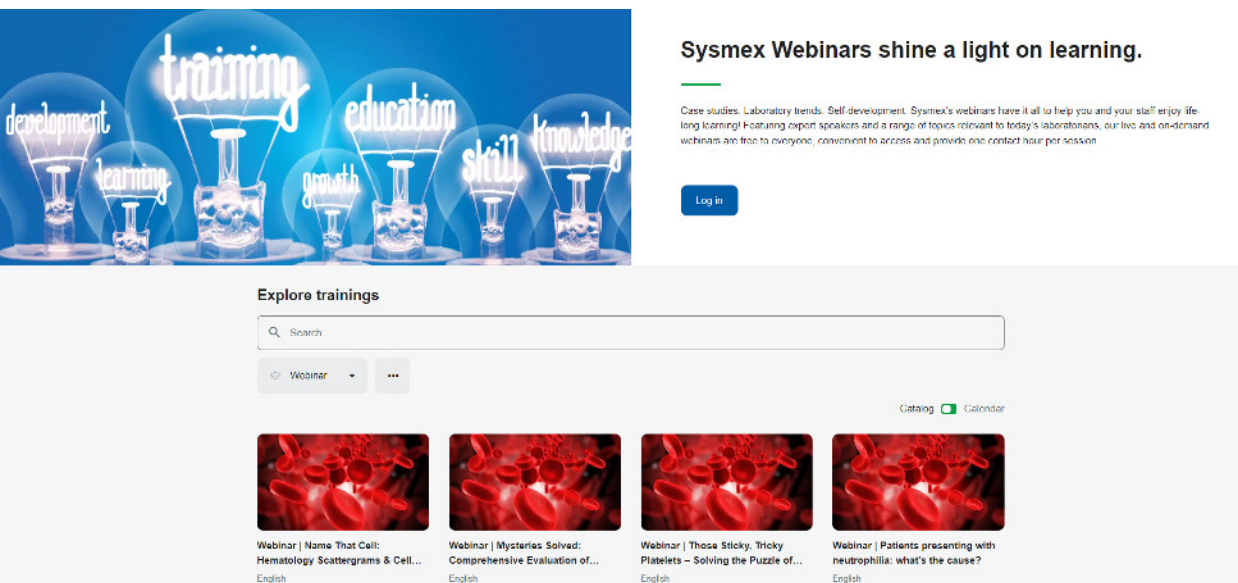 development
training
learning
education
growth
skill
knowledge
Sysmex Webinars shine a light on learning.
Case studies. Laboratory trends. Self-development. Sysmex's webinars have it all to help you and your staff enjoy life-
long learning! Featuring expert speakers and a range of topics relevant to today's laboratorians, our live and on-demand
webinars are free to everyone, convenient to access and provide one contact hour per session
Log in
Explore trainings
Search
Webinar
Catalog
Calendar
Webinar | Name That Cell:
Hematology Scattergrams & Cell...
English
Webinar | Mysteries Solved:
Comprehensive Evaluation of...
English
Webinar | Those Sticky, Tricky
Platelets – Solving the Puzzle of...
English
Webinar | Patients presenting with
neutrophilia: what's the cause?
English